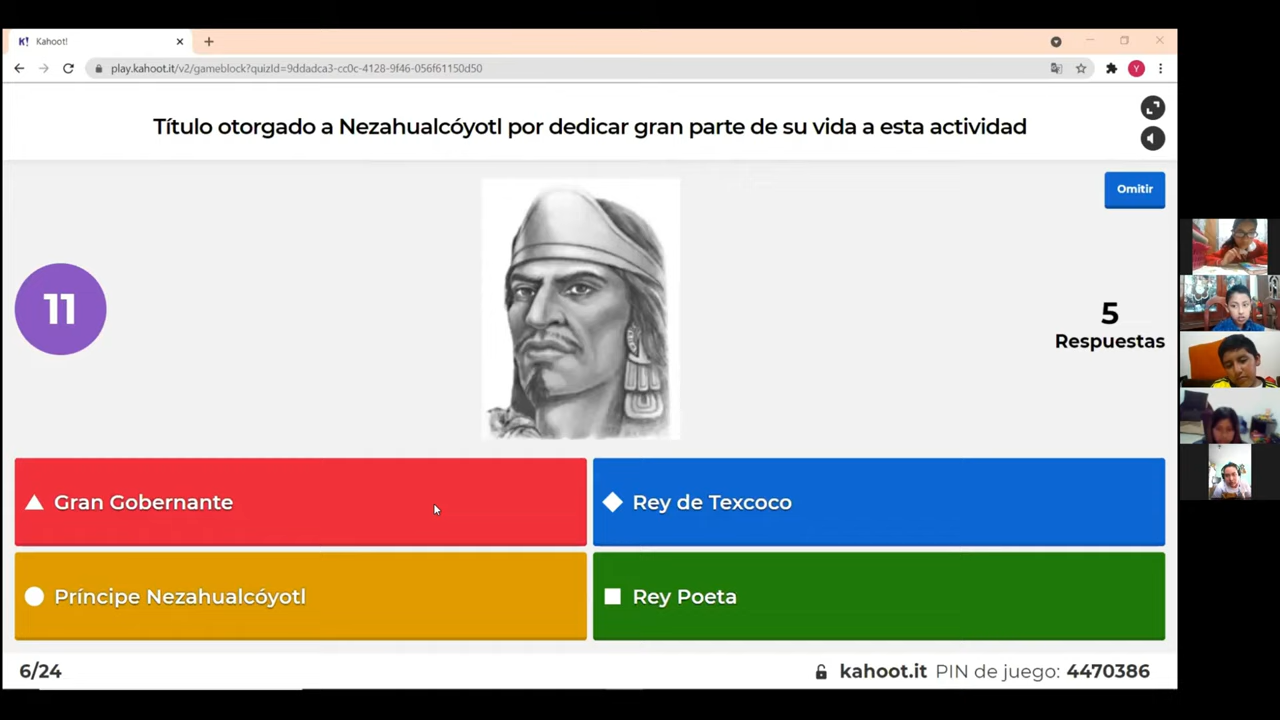 K! Kahoot!
play.kahoot.it/v2/gameblock?quizId=9ddadca3-cc0c-4128-9f46-056f61150d50
Y
Título otorgado a Nezahualcóyotl por dedicar gran parte de su vida a esta actividad
Omitir
11
5
Respuestas
Gran Gobernante
Rey de Texcoco
Príncipe Nezahualcóyotl
Rey Poeta
6/24
kahoot.it PIN de juego: 4470386